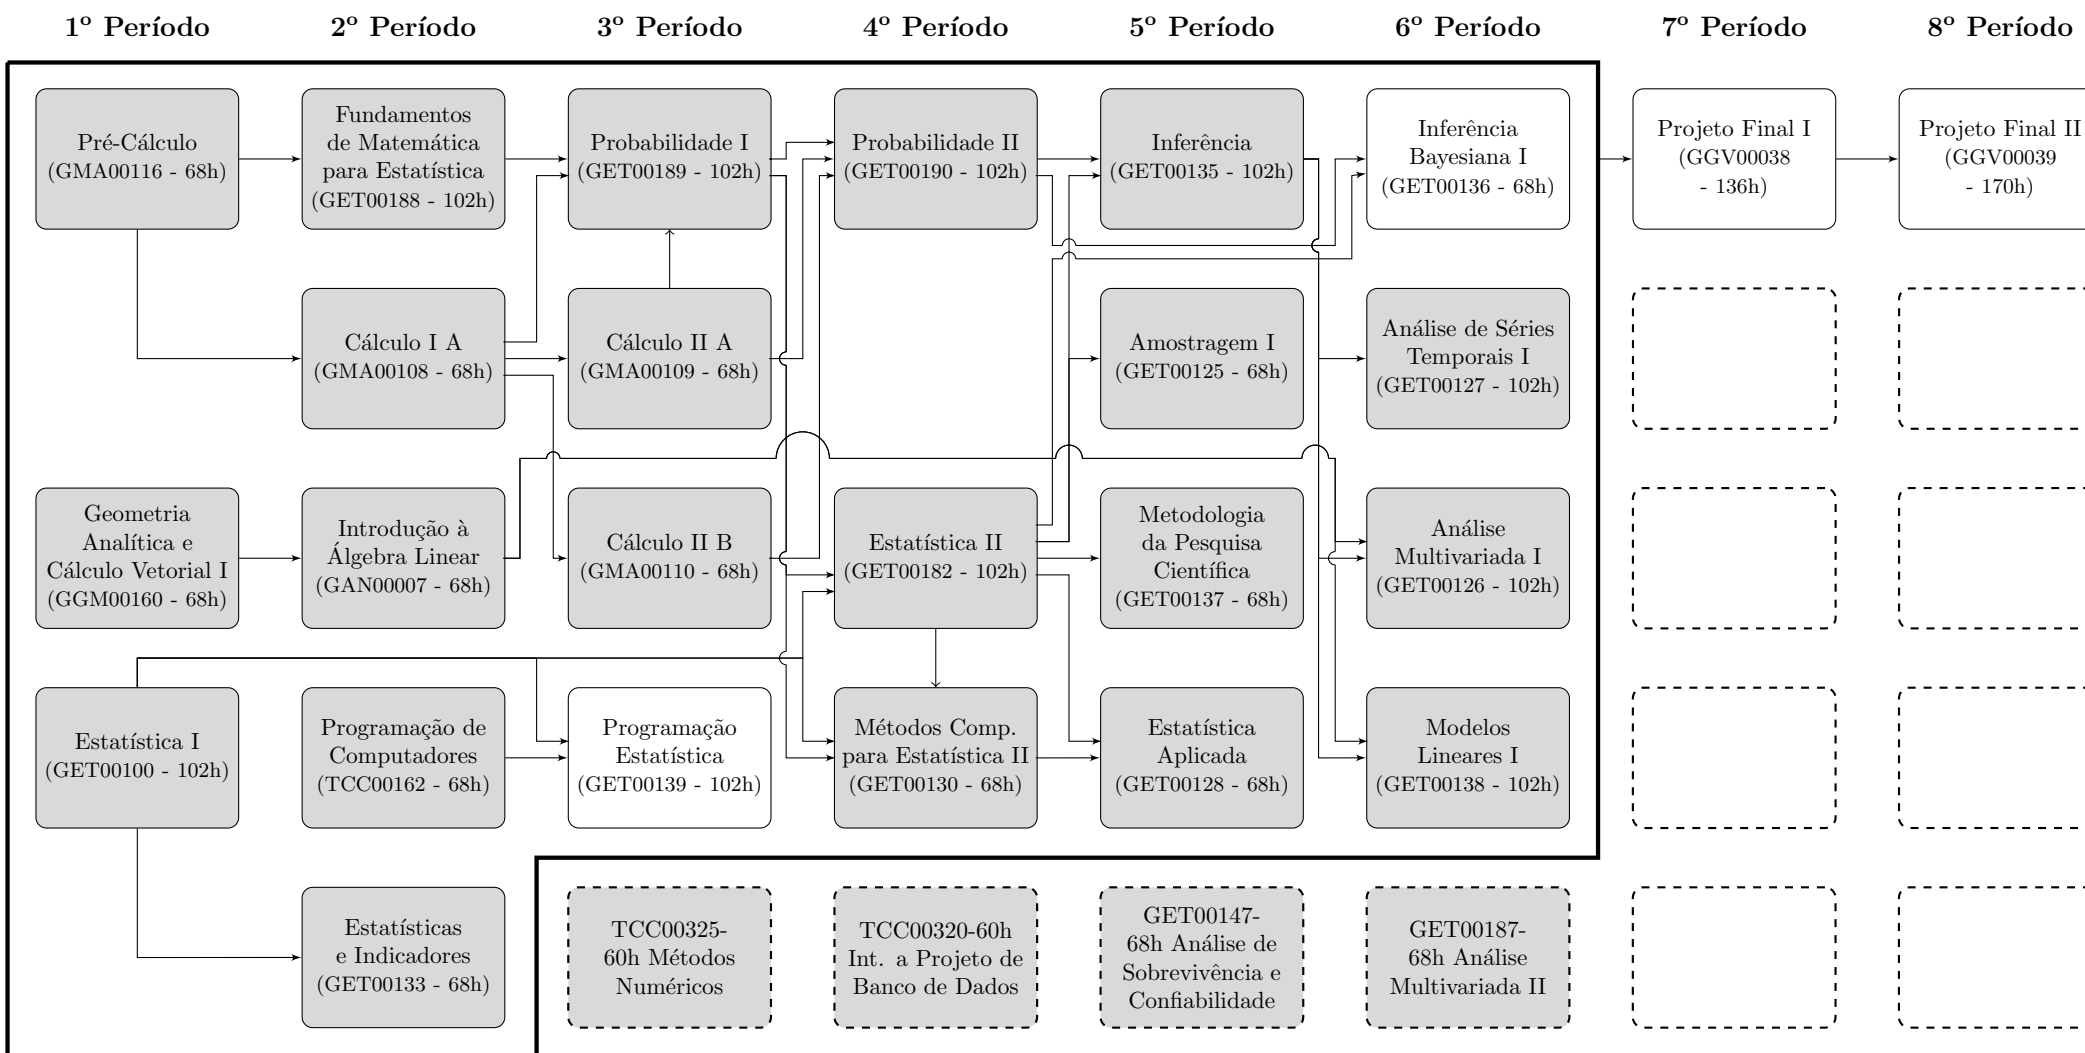 1º Período
2º Período
3º Período
4º Período
5º Período
6º Período
7º Período
8º Período
Pré-Cálculo
(GMA00116 - 68h)
Fundamentos
de Matemática
para Estatística
(GET00188 - 102h)
Probabilidade I
(GET00189 - 102h)
Probabilidade II
(GET00190 - 102h)
Inferência
(GET00135 - 102h)
Inferência
Bayesiana I
(GET00136 - 68h)
Projeto Final I
(GGV00038
- 136h)
Projeto Final II
(GGV00039
- 170h)
Cálculo I A
(GMA00108 - 68h)
Cálculo II A
(GMA00109 - 68h)
Amostragem I
(GET00125 - 68h)
Análise de Séries
Temporais I
(GET00127 - 102h)
Geometria
Analítica e
Cálculo Vetorial I
(GGM00160 - 68h)
Introdução à
Álgebra Linear
(GAN00007 - 68h)
Cálculo II B
(GMA00110 - 68h)
Estatística II
(GET00182 - 102h)
Metodologia
da Pesquisa
Científica
(GET00137 - 68h)
Análise
Multivariada I
(GET00126 - 102h)
Estatística I
(GET00100 - 102h)
Programação de
Computadores
(TCC00162 - 68h)
Programação
Estatística
(GET00139 - 102h)
Métodos Comp.
para Estatística II
(GET00130 - 68h)
Estatística
Aplicada
(GET00128 - 68h)
Modelos
Lineares I
(GET00138 - 102h)
Estatísticas
e Indicadores
(GET00133 - 68h)
TCC00325-
60h Métodos
Numéricos
TCC00320-60h
Int. a Projeto de
Banco de Dados
GET00147-
68h Análise de
Sobrevivência e
Confiabilidade
GET00187-
68h Análise
Multivariada II